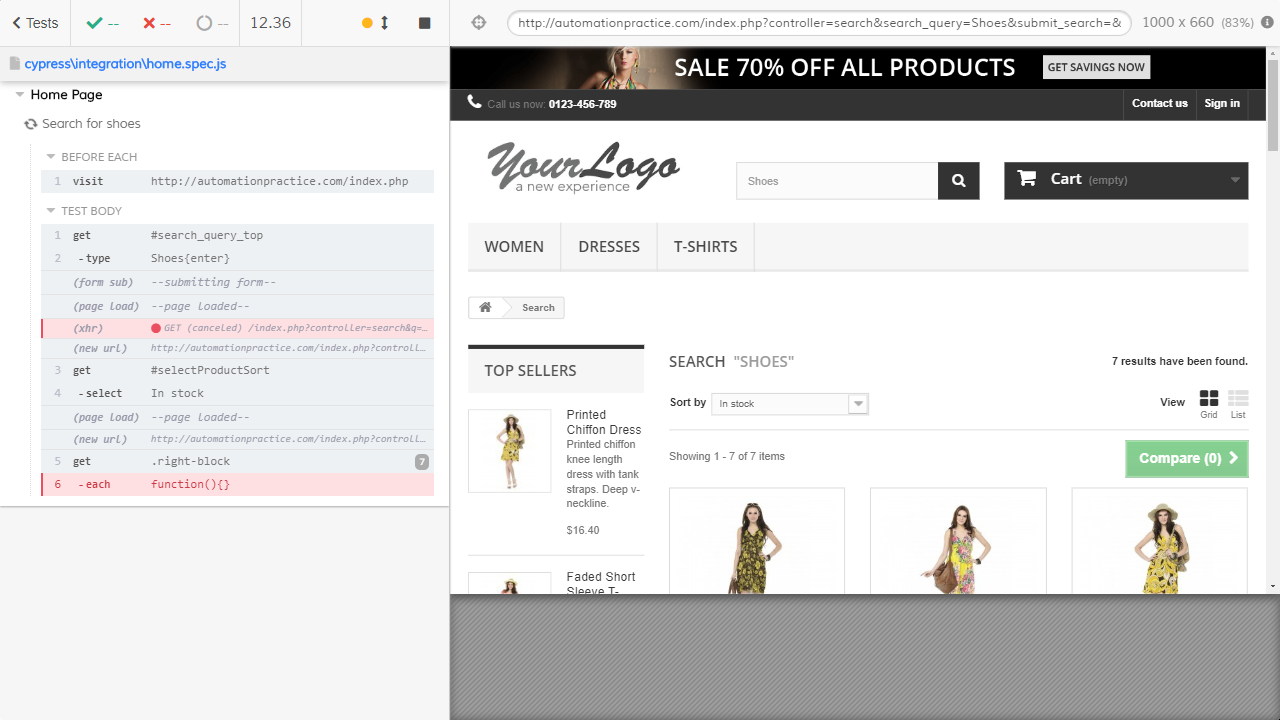 Tests
--
--
--
12.36
http://automationpractice.com/index.php?controller=search&search_query=Shoes&submit_search=&
1000 x 660 (83%)
cypress\integration\home.spec.js
Home Page
Search for shoes
BEFORE EACH
1 visit http://automationpractice.com/index.php
TEST BODY
1 get #search_query_top
2 -type Shoes{enter}
(form sub) --submitting form--
(page load) --page loaded--
(xhr) GET (canceled) /index.php?controller=search&q=…
(new url) http://automationpractice.com/index.php?controll…
3 get #selectProductSort
4 -select In stock
(page load) --page loaded--
(new url) http://automationpractice.com/index.php?controll…
5 get .right-block 7
6 -each function(){}
SALE 70% OFF ALL PRODUCTS GET SAVINGS NOW
Call us now: 0123-456-789 Contact us Sign in
YourLogo
a new experience
Shoes
Cart (empty)
WOMEN DRESSES T-SHIRTS
Search
TOP SELLERS
Printed
Chiffon Dress
Printed chiffon
knee length
dress with tank
straps. Deep v-
neckline.
$16.40
Faded Short
Sleeve T-
SEARCH "SHOES" 7 results have been found.
Sort by In stock View Grid List
Showing 1 - 7 of 7 items Compare (0)